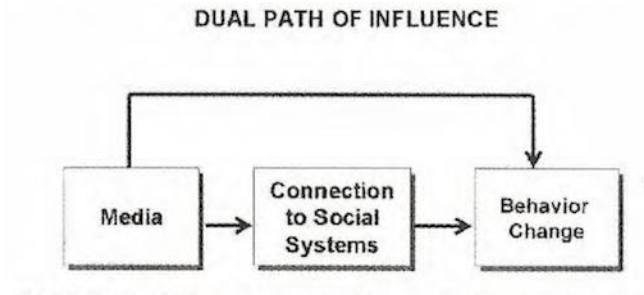 DUAL PATH OF INFLUENCE
Media
Connection
to Social
Systems
Behavior
Change